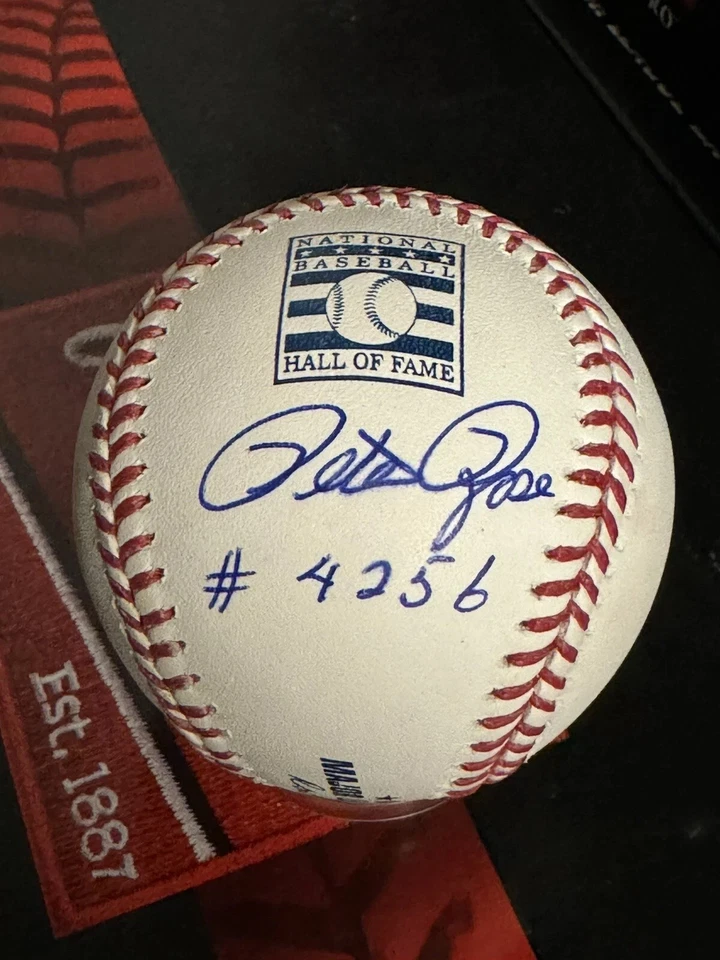 NATIONAL
BASEBALL
HALL OF FAME
Pete Rose
# 4256
Est. 1887